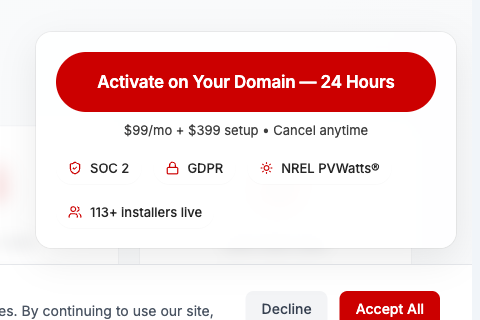 Activate on Your Domain — 24 Hours
$99/mo + $399 setup • Cancel anytime
SOC 2 GDPR NREL PVWatts®
113+ installers live
By continuing to use our site,
Decline Accept All